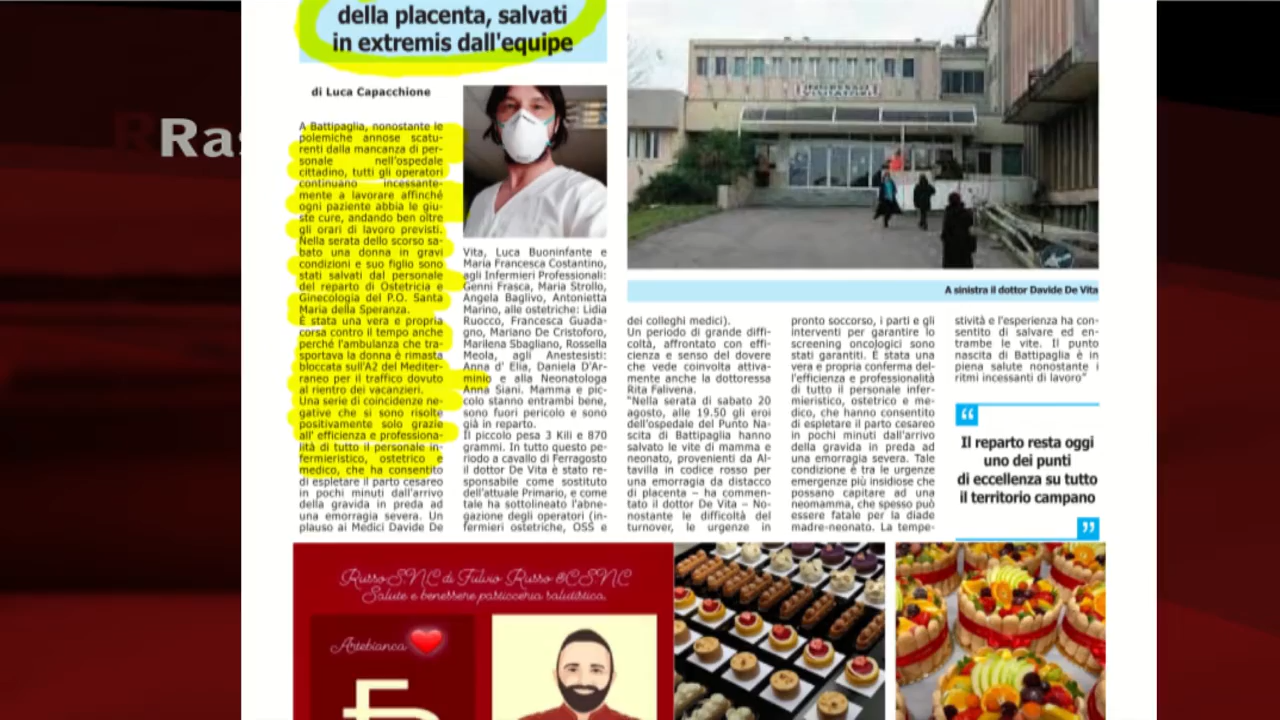 della placenta, salvati
in extremis dall'equipe
di Luca Capacchione
A Battipaglia, nonostante le
polemiche annose scatu-
renti dalla mancanza di per-
sonale nell'ospedale
cittadino, tutti gli operatori
continuano incessante-
mente a lavorare affinché
ogni paziente abbia le giu-
ste cure, andando ben oltre
gli orari di lavoro previsti.
Nella serata dello scorso sa-
bato una donna in gravi
condizioni e suo figlio sono
stati salvati dal personale
del reparto di Ostetricia e
Ginecologia del P.O. Santa
Maria della Speranza.
È stata una vera e propria
corsa contro il tempo anche
perché l'ambulanza che tra-
sportava la donna è rimasta
bloccata sull'A2 del Mediter-
raneo per il traffico dovuto
al rientro dei vacanzieri.
Una serie di coincidenze ne-
gative che si sono risolte
positivamente solo grazie
all' efficienza e professiona-
lità di tutto il personale in-
fermieristico, ostetrico e
medico, che ha consentito
di espletare il parto cesareo
in pochi minuti dall'arrivo
della gravida in preda ad
una emorragia severa. Un
plauso ai Medici Davide De
Vita, Luca Buoninfante e
Maria Francesca Costantino,
agli Infermieri Professionali:
Genni Frasca, Maria Strollo,
Angela Baglivo, Antonietta
Marino, alle ostetriche: Lidia
Ruocco, Francesca Guada-
gno, Mariano De Cristoforo,
Marilena Sbagliano, Rossella
Meola, agli Anestesisti:
Anna d' Elia, Daniela D'Ar-
minio e alla Neonatologa
Anna Siani. Mamma e pic-
colo stanno entrambi bene,
sono fuori pericolo e sono
già in reparto.
Il piccolo pesa 3 Kili e 870
grammi. In tutto questo pe-
riodo a cavallo di Ferragosto
il dottor De Vita è stato re-
sponsabile come sostituto
dell'attuale Primario, e come
tale ha sottolineato l'abne-
gazione degli operatori (in-
fermieri ostetriche, OSS e
A sinistra il dottor Davide De Vita
dei colleghi medici).
Un periodo di grande diffi-
coltà, affrontato con effi-
cienza e senso del dovere
che vede coinvolta attiva-
mente anche la dottoressa
Rita Falivena.
"Nella serata di sabato 20
agosto, alle 19.50 gli eroi
dell'ospedale del Punto Na-
scita di Battipaglia hanno
salvato le vite di mamma e
neonato, provenienti da Al-
tavilla in codice rosso per
una emorragia da distacco
di placenta – ha commen-
tato il dottor De Vita – No-
nostante le difficoltà del
turnover, le urgenze in
pronto soccorso, i parti e gli
interventi per garantire lo
screening oncologici sono
stati garantiti. È stata una
vera e propria conferma del-
l'efficienza e professionalità
di tutto il personale infer-
mieristico, ostetrico e me-
dico, che hanno consentito
di espletare il parto cesareo
in pochi minuti dall'arrivo
della gravida in preda ad
una emorragia severa. Tale
condizione è tra le urgenze
emergenze più insidiose che
possano capitare ad una
neomamma, che spesso può
essere fatale per la diade
madre-neonato. La tempe-
stività e l'esperienza ha con-
sentito di salvare ed en-
trambe le vite. Il punto
nascita di Battipaglia è in
piena salute nonostante i
ritmi incessanti di lavoro"
“
Il reparto resta oggi
uno dei punti
di eccellenza su tutto
il territorio campano
”
Russo SNC di Fulvio Russo &C SNC
Salute e benessere pasticceria salutistica.
Artebianca